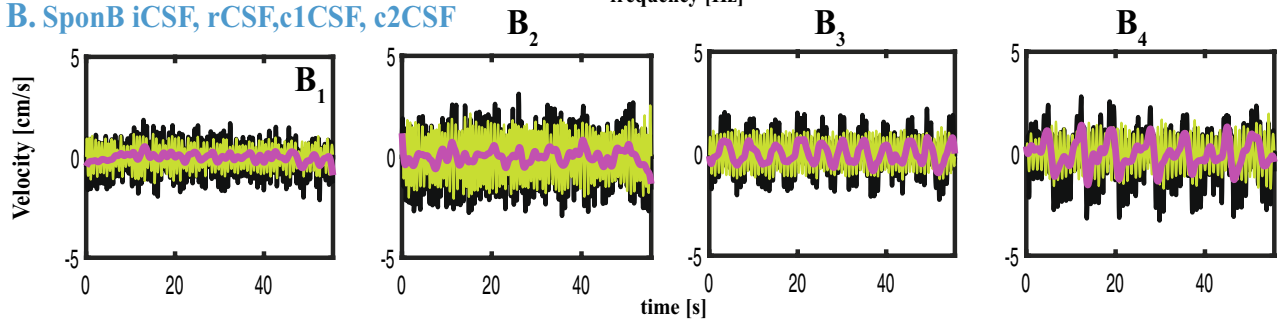 frequency [Hz]
B. SponB iCSF, rCSF,c1CSF, c2CSF
B1
B2
B3
B4
Velocity [cm/s]
5
0
-5
0 20 40
5
0
-5
0 20 40
5
0
-5
0 20 40
5
0
-5
0 20 40
time [s]